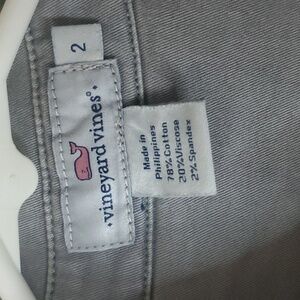 2
vineyard vines®
Made in
Philippines
78% Cotton
20%Viscose
2% Spandex